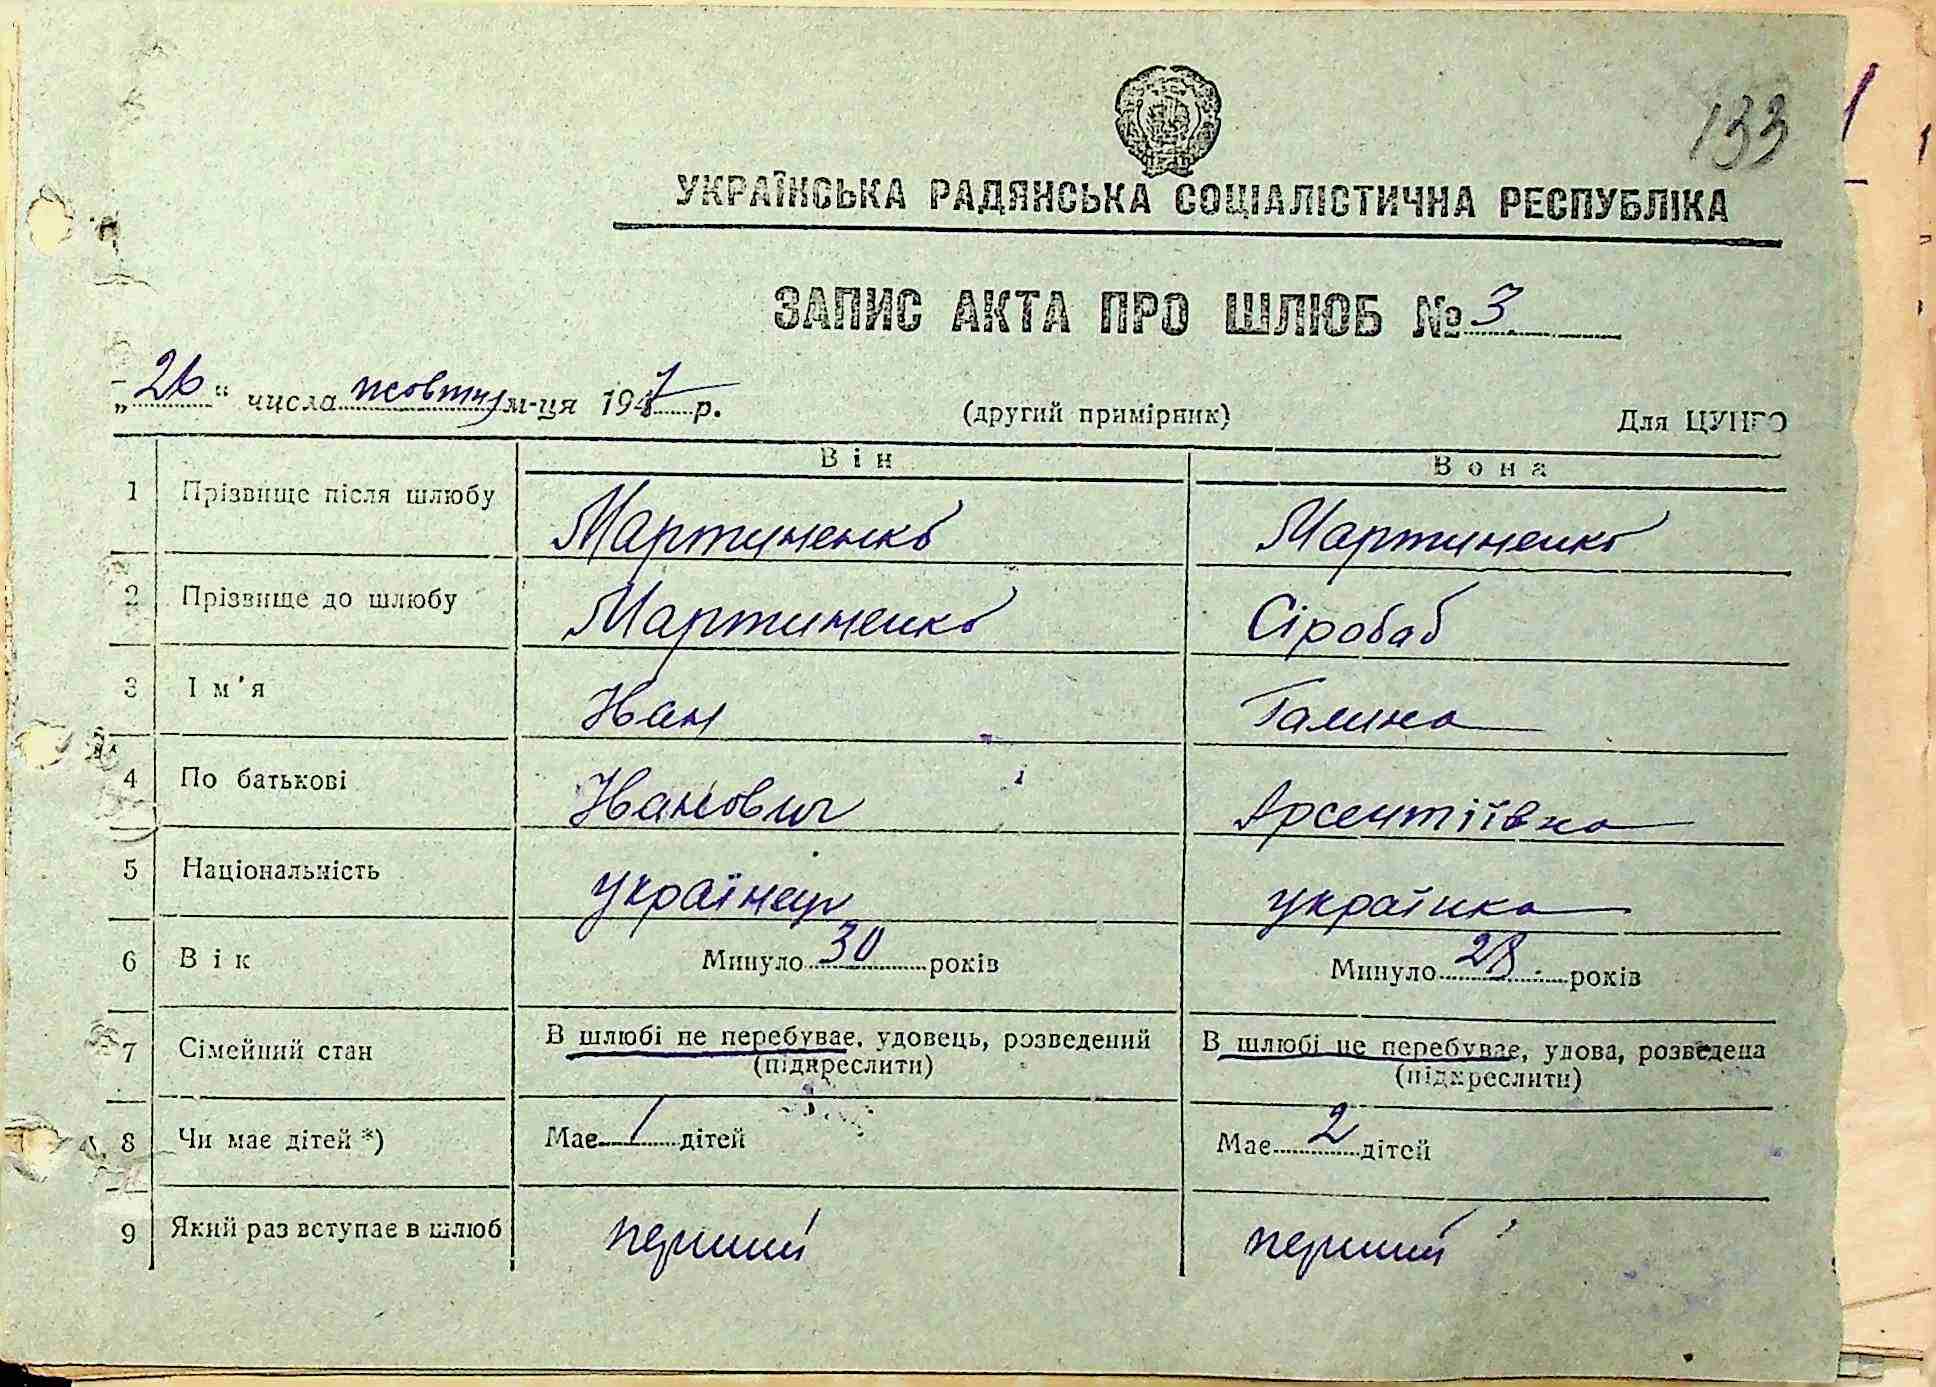 133
УКРАЇНСЬКА РАДЯНСЬКА СОЦІАЛІСТИЧНА РЕСПУБЛІКА
ЗАПИС АКТА ПРО ШЛЮБ № 3
„26“ числа жовтня м-ця 1947 р. (другий примірник) Для ЦУНГО
Він Вона
1 Прізвище після шлюбу Мартиненко Мартиненко
2 Прізвище до шлюбу Мартиненко Сіробаб
3 Ім'я Іван Галина
4 По батькові Іванович Арсентіївна
5 Національність українець українка
6 Вік Минуло 30 років Минуло 28 років
7 Сімейний стан В шлюбі не перебуває, удовець, розведений В шлюбі не перебуває, удова, розведена
(підкреслити) (підкреслити)
8 Чи має дітей *) Має 1 дітей Має 2 дітей
9 Який раз вступає в шлюб перший перший